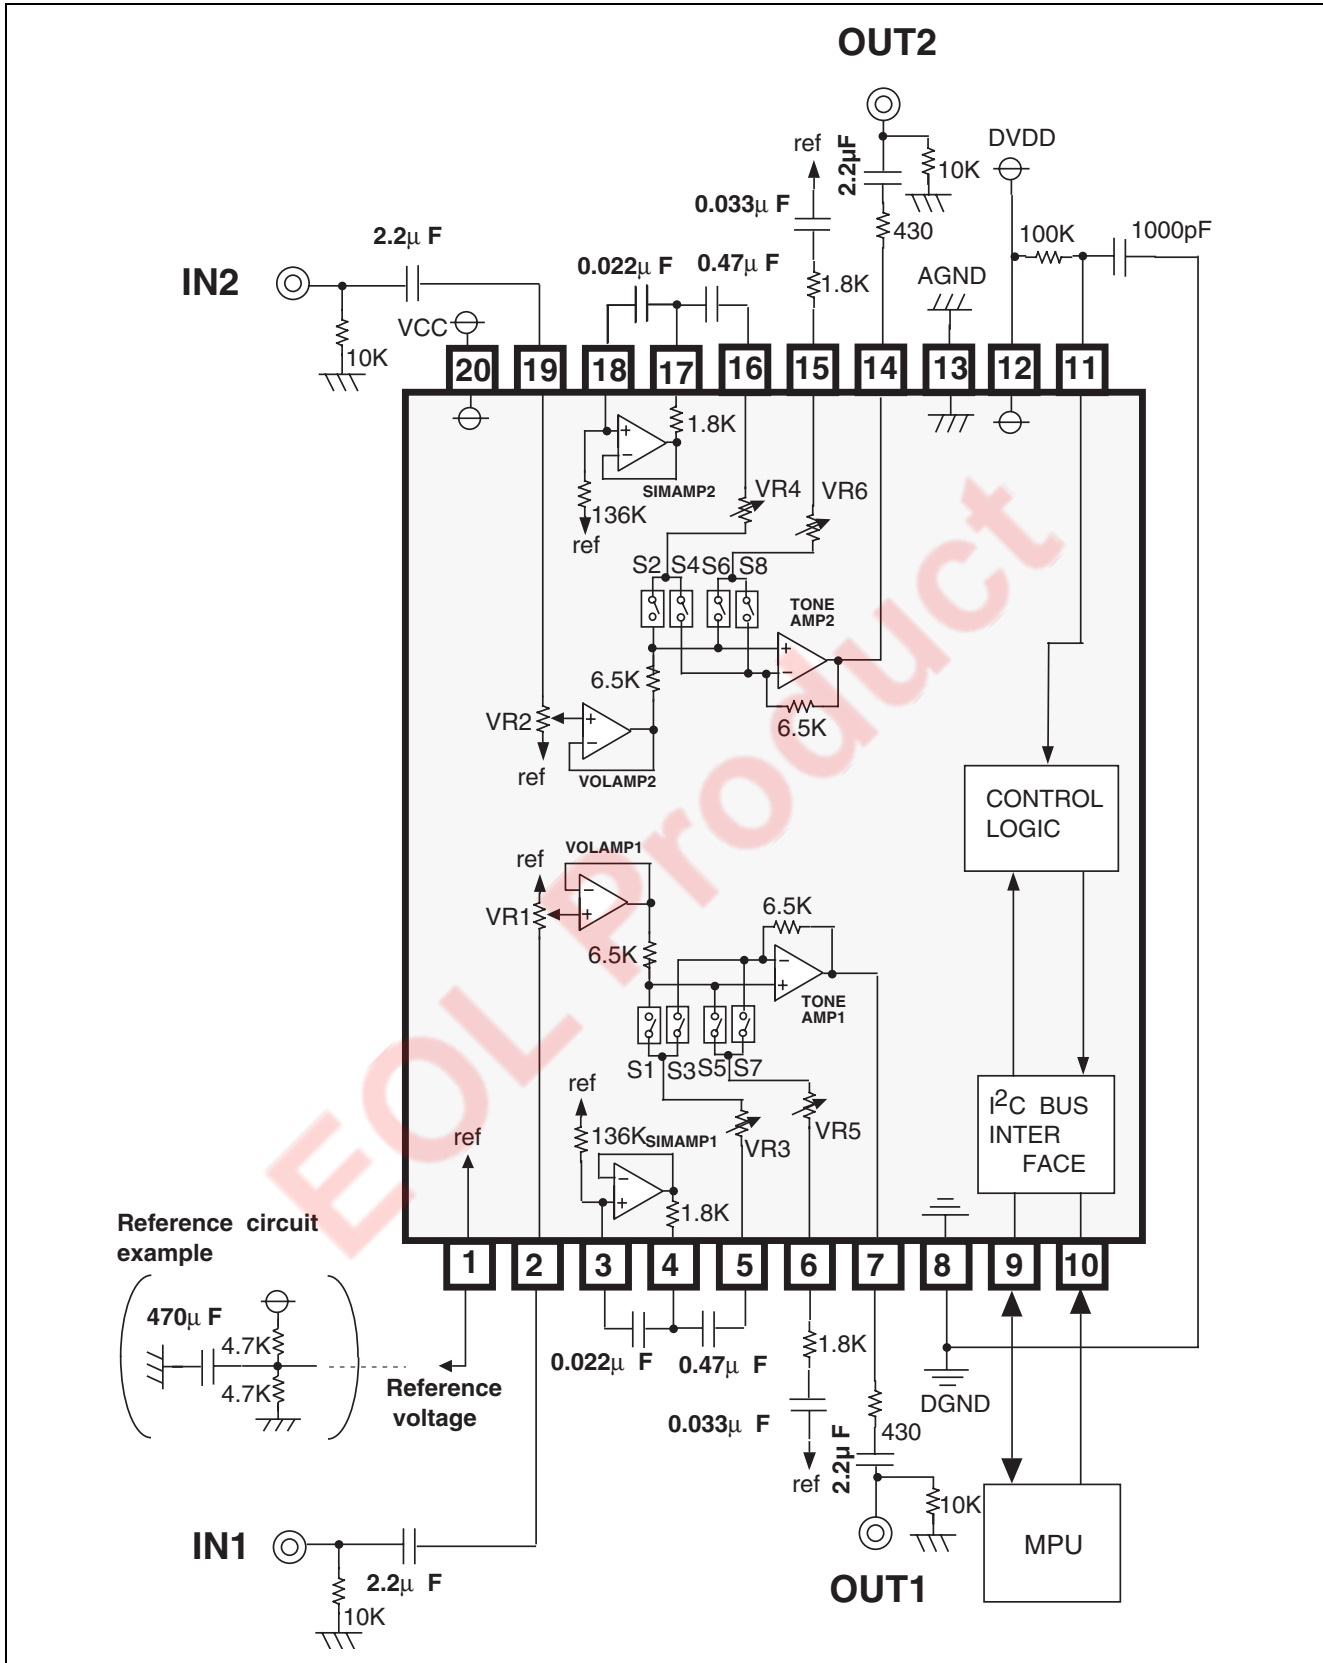 OUT2
DVDD
ref
2.2µF
10K
0.033μ F
430
100K
1000pF
2.2μ F
0.022μ F
0.47μ F
1.8K
AGND
IN2
VCC
10K
20
19
18
17
16
15
14
13
12
11
1.8K
SIMAMP2
VR4
VR6
136K
ref
S2
S4
S6
S8
TONE
AMP2
6.5K
6.5K
VR2
ref
VOLAMP2
CONTROL
LOGIC
VOLAMP1
ref
VR1
6.5K
6.5K
TONE
AMP1
S1
S3
S5
S7
ref
136K
SIMAMP1
VR3
VR5
I2C BUS
INTER
FACE
ref
1.8K
EOL Product
Reference circuit
example
1
2
3
4
5
6
7
8
9
10
470μ F
4.7K
4.7K
Reference
voltage
0.022μ F
0.47μ F
1.8K
0.033μ F
ref
2.2µ F
430
DGND
10K
MPU
IN1
2.2μ F
10K
OUT1